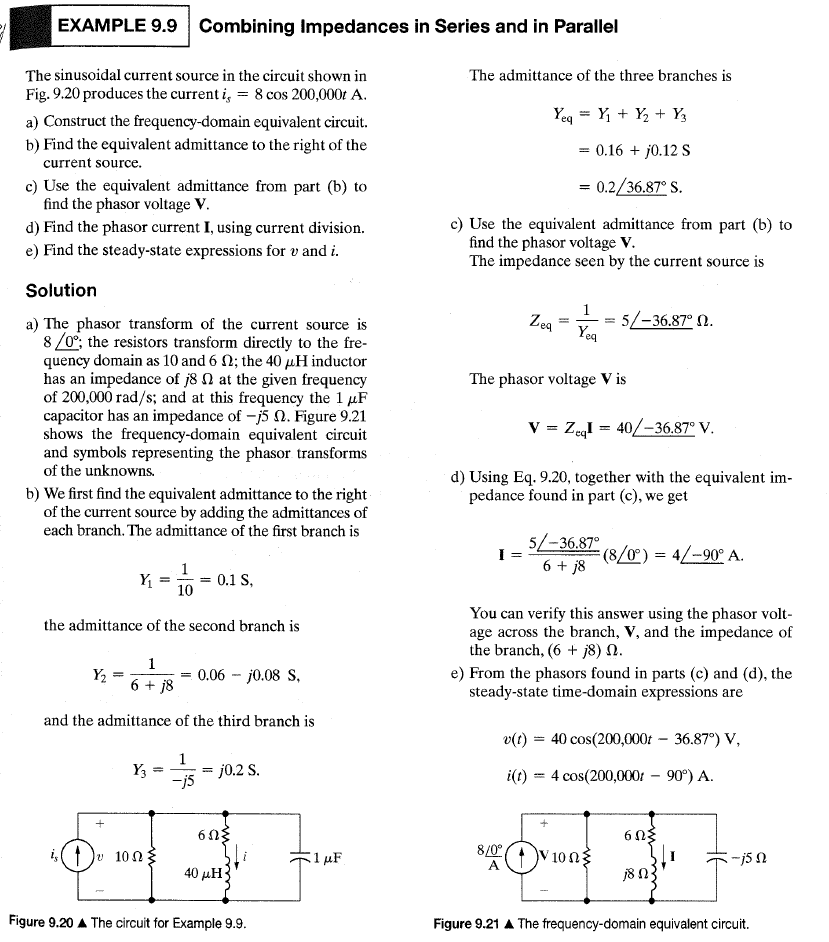 EXAMPLE 9.9 Combining Impedances in Series and in Parallel
The sinusoidal current source in the circuit shown in
Fig. 9.20 produces the current iₛ = 8 cos 200,000t A.
a) Construct the frequency-domain equivalent circuit.
b) Find the equivalent admittance to the right of the
current source.
c) Use the equivalent admittance from part (b) to
find the phasor voltage V.
d) Find the phasor current I, using current division.
e) Find the steady-state expressions for v and i.
Solution
a) The phasor transform of the current source is
8 /0°; the resistors transform directly to the fre-
quency domain as 10 and 6 Ω; the 40 μH inductor
has an impedance of j8 Ω at the given frequency
of 200,000 rad/s; and at this frequency the 1 μF
capacitor has an impedance of −j5 Ω. Figure 9.21
shows the frequency-domain equivalent circuit
and symbols representing the phasor transforms
of the unknowns.
b) We first find the equivalent admittance to the right
of the current source by adding the admittances of
each branch. The admittance of the first branch is
Y₁ = 1/10 = 0.1 S,
the admittance of the second branch is
Y₂ = 1/(6 + j8) = 0.06 − j0.08 S,
and the admittance of the third branch is
Y₃ = 1/(−j5) = j0.2 S.
iₛ + v − 10 Ω 6 Ω 40 μH i 1 μF
Figure 9.20 ▲ The circuit for Example 9.9.
The admittance of the three branches is
Yeq = Y₁ + Y₂ + Y₃
= 0.16 + j0.12 S
= 0.2/36.87° S.
c) Use the equivalent admittance from part (b) to
find the phasor voltage V.
The impedance seen by the current source is
Zeq = 1/Yeq = 5/−36.87° Ω.
The phasor voltage V is
V = ZeqI = 40/−36.87° V.
d) Using Eq. 9.20, together with the equivalent im-
pedance found in part (c), we get
I = 5/−36.87° / (6 + j8) (8/0°) = 4/−90° A.
You can verify this answer using the phasor volt-
age across the branch, V, and the impedance of
the branch, (6 + j8) Ω.
e) From the phasors found in parts (c) and (d), the
steady-state time-domain expressions are
v(t) = 40 cos(200,000t − 36.87°) V,
i(t) = 4 cos(200,000t − 90°) A.
8/0° A + V − 10 Ω 6 Ω j8 Ω I −j5 Ω
Figure 9.21 ▲ The frequency-domain equivalent circuit.